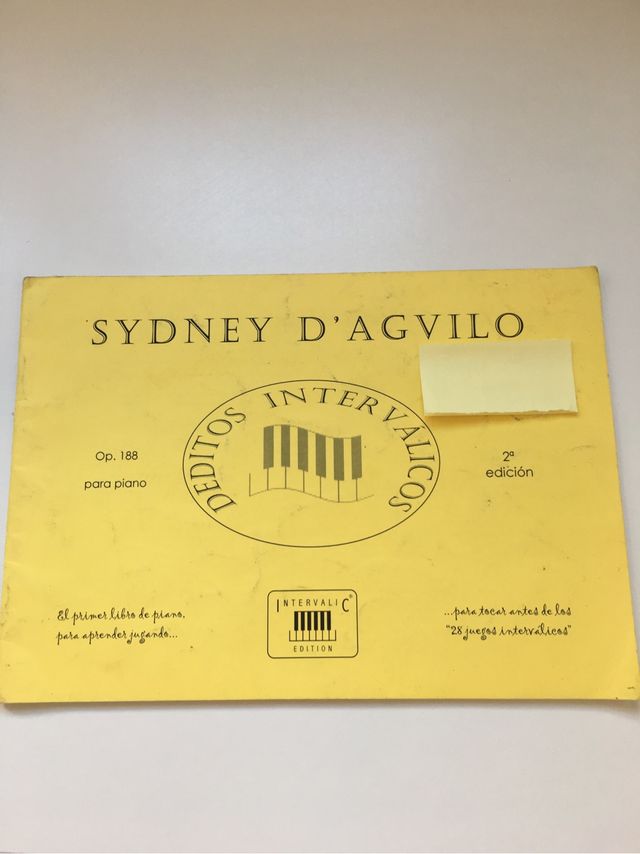 SYDNEY D'AGVILO
DEDITOS INTERVÁLICOS
Op. 188
para piano
2ª
edición
El primer libro de piano,
para aprender jugando...
INTERVALIC®
EDITION
...para tocar antes de los
"28 juegos interválicos"